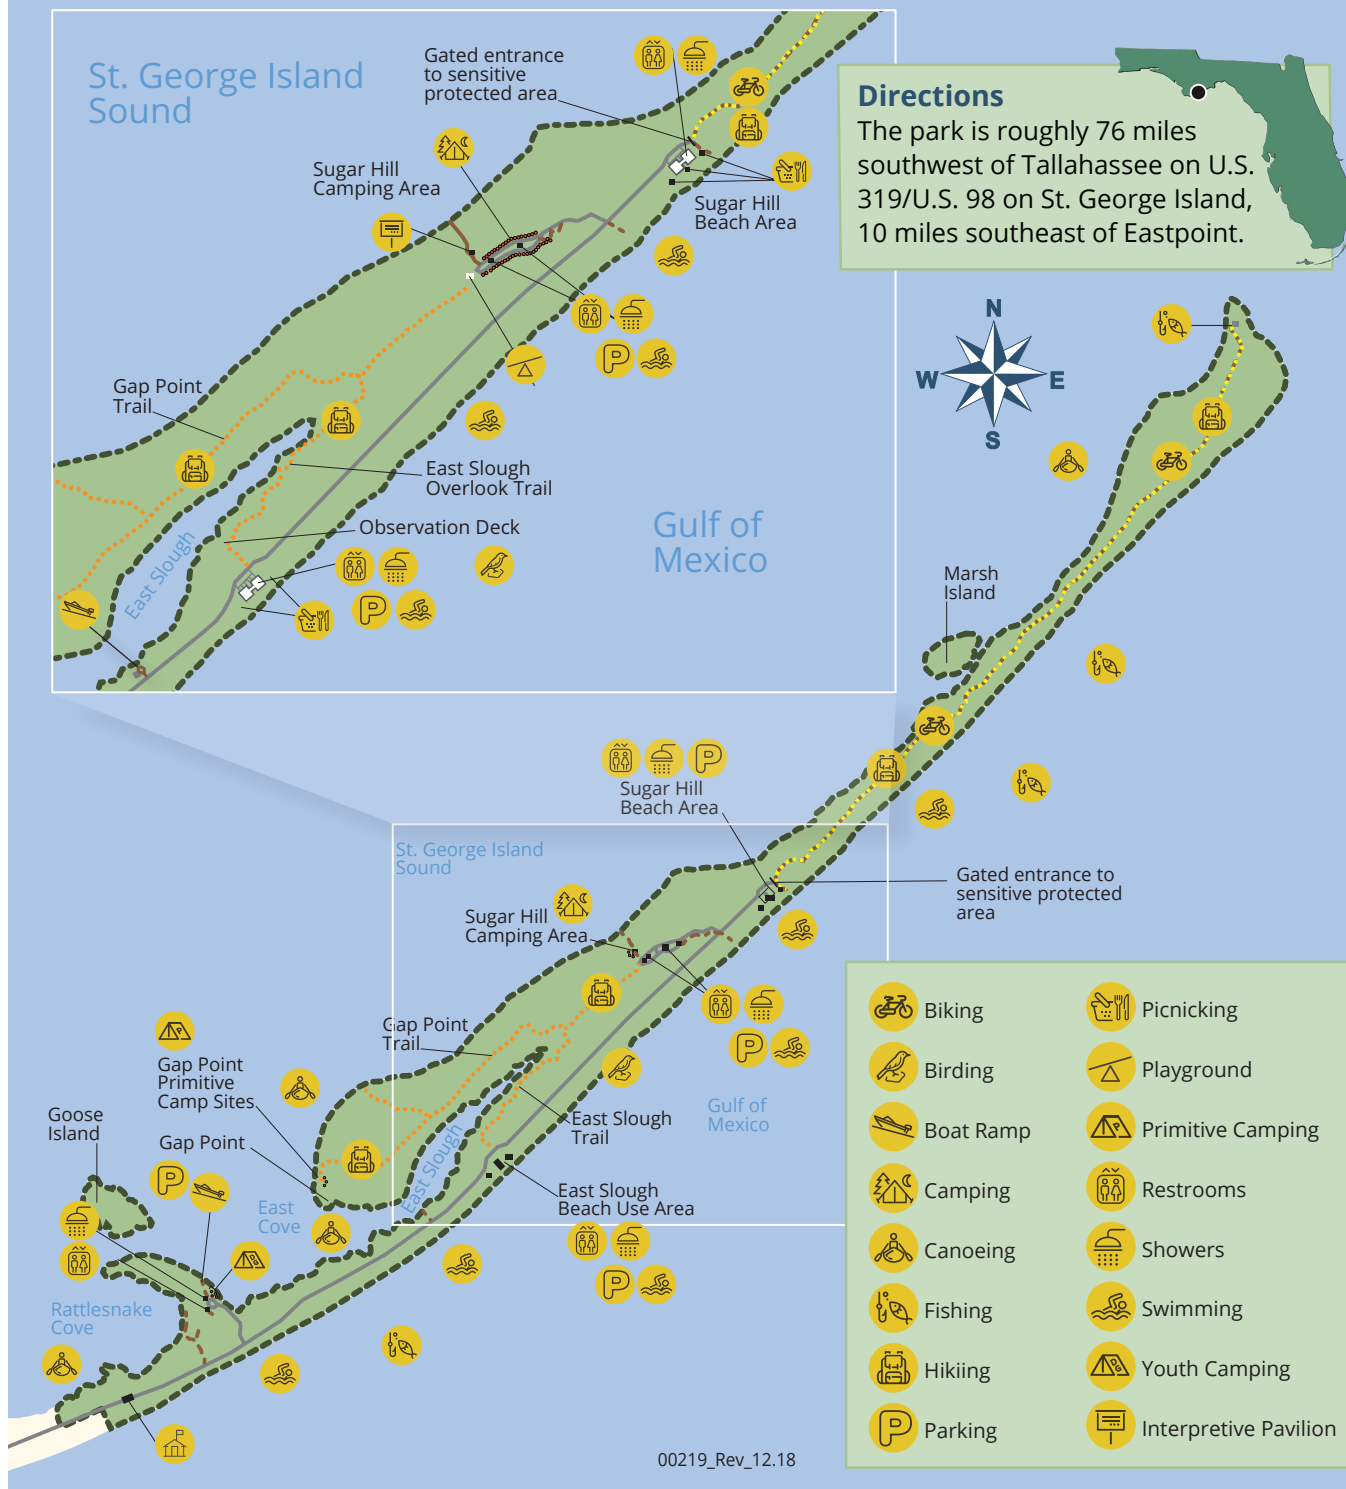 St. George Island
Sound
Gated entrance
to sensitive
protected area
Sugar Hill
Camping Area
Sugar Hill
Beach Area
Gap Point
Trail
East Slough
Overlook Trail
Observation Deck
East Slough
Gulf of
Mexico
Directions
The park is roughly 76 miles
southwest of Tallahassee on U.S.
319/U.S. 98 on St. George Island,
10 miles southeast of Eastpoint.
N
W
E
S
Marsh
Island
P
P
P
Sugar Hill
Beach Area
St. George Island
Sound
Gated entrance to
sensitive protected
area
Sugar Hill
Camping Area
P
Gap Point
Trail
Gap Point
Primitive
Camp Sites
Goose
Island
Gap Point
Gulf of
Mexico
East Slough
Trail
East Slough
P
East
Cove
East Slough
Beach Use Area
P
Rattlesnake
Cove
Biking
Birding
Boat Ramp
Camping
Canoeing
Fishing
Hikiing
P Parking
Picnicking
Playground
Primitive Camping
Restrooms
Showers
Swimming
Youth Camping
Interpretive Pavilion
00219_Rev_12.18